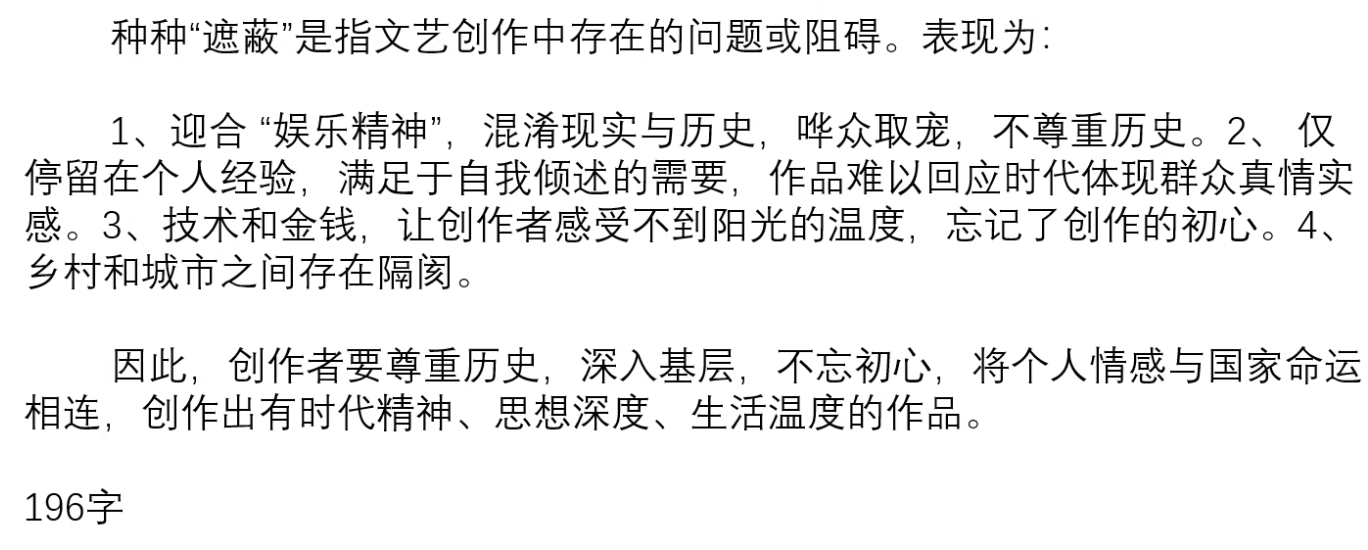 种种“遮蔽”是指文艺创作中存在的问题或阻碍。表现为：
1、迎合 “娱乐精神”，混淆现实与历史，哗众取宠，不尊重历史。2、 仅
停留在个人经验，满足于自我倾述的需要，作品难以回应时代体现群众真情实
感。3、技术和金钱，让创作者感受不到阳光的温度，忘记了创作的初心。4、
乡村和城市之间存在隔阂。
因此，创作者要尊重历史，深入基层，不忘初心，将个人情感与国家命运
相连，创作出有时代精神、思想深度、生活温度的作品。
196字